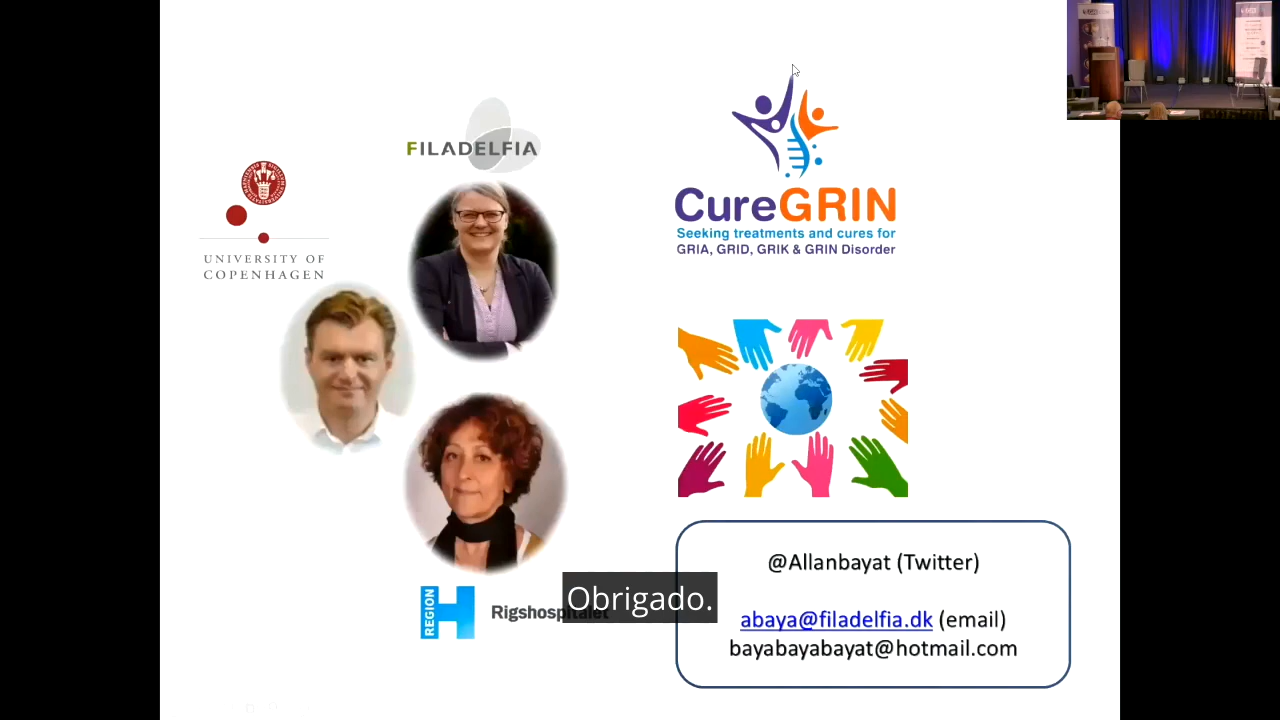 FILADELFIA
UNIVERSITY OF
COPENHAGEN
CureGRIN
Seeking treatments and cures for
GRIA, GRID, GRIK & GRIN Disorder
REGION H
Rigshospitalet
Obrigado.
@Allanbayat (Twitter)
abaya@filadelfia.dk (email)
bayabayabayat@hotmail.com